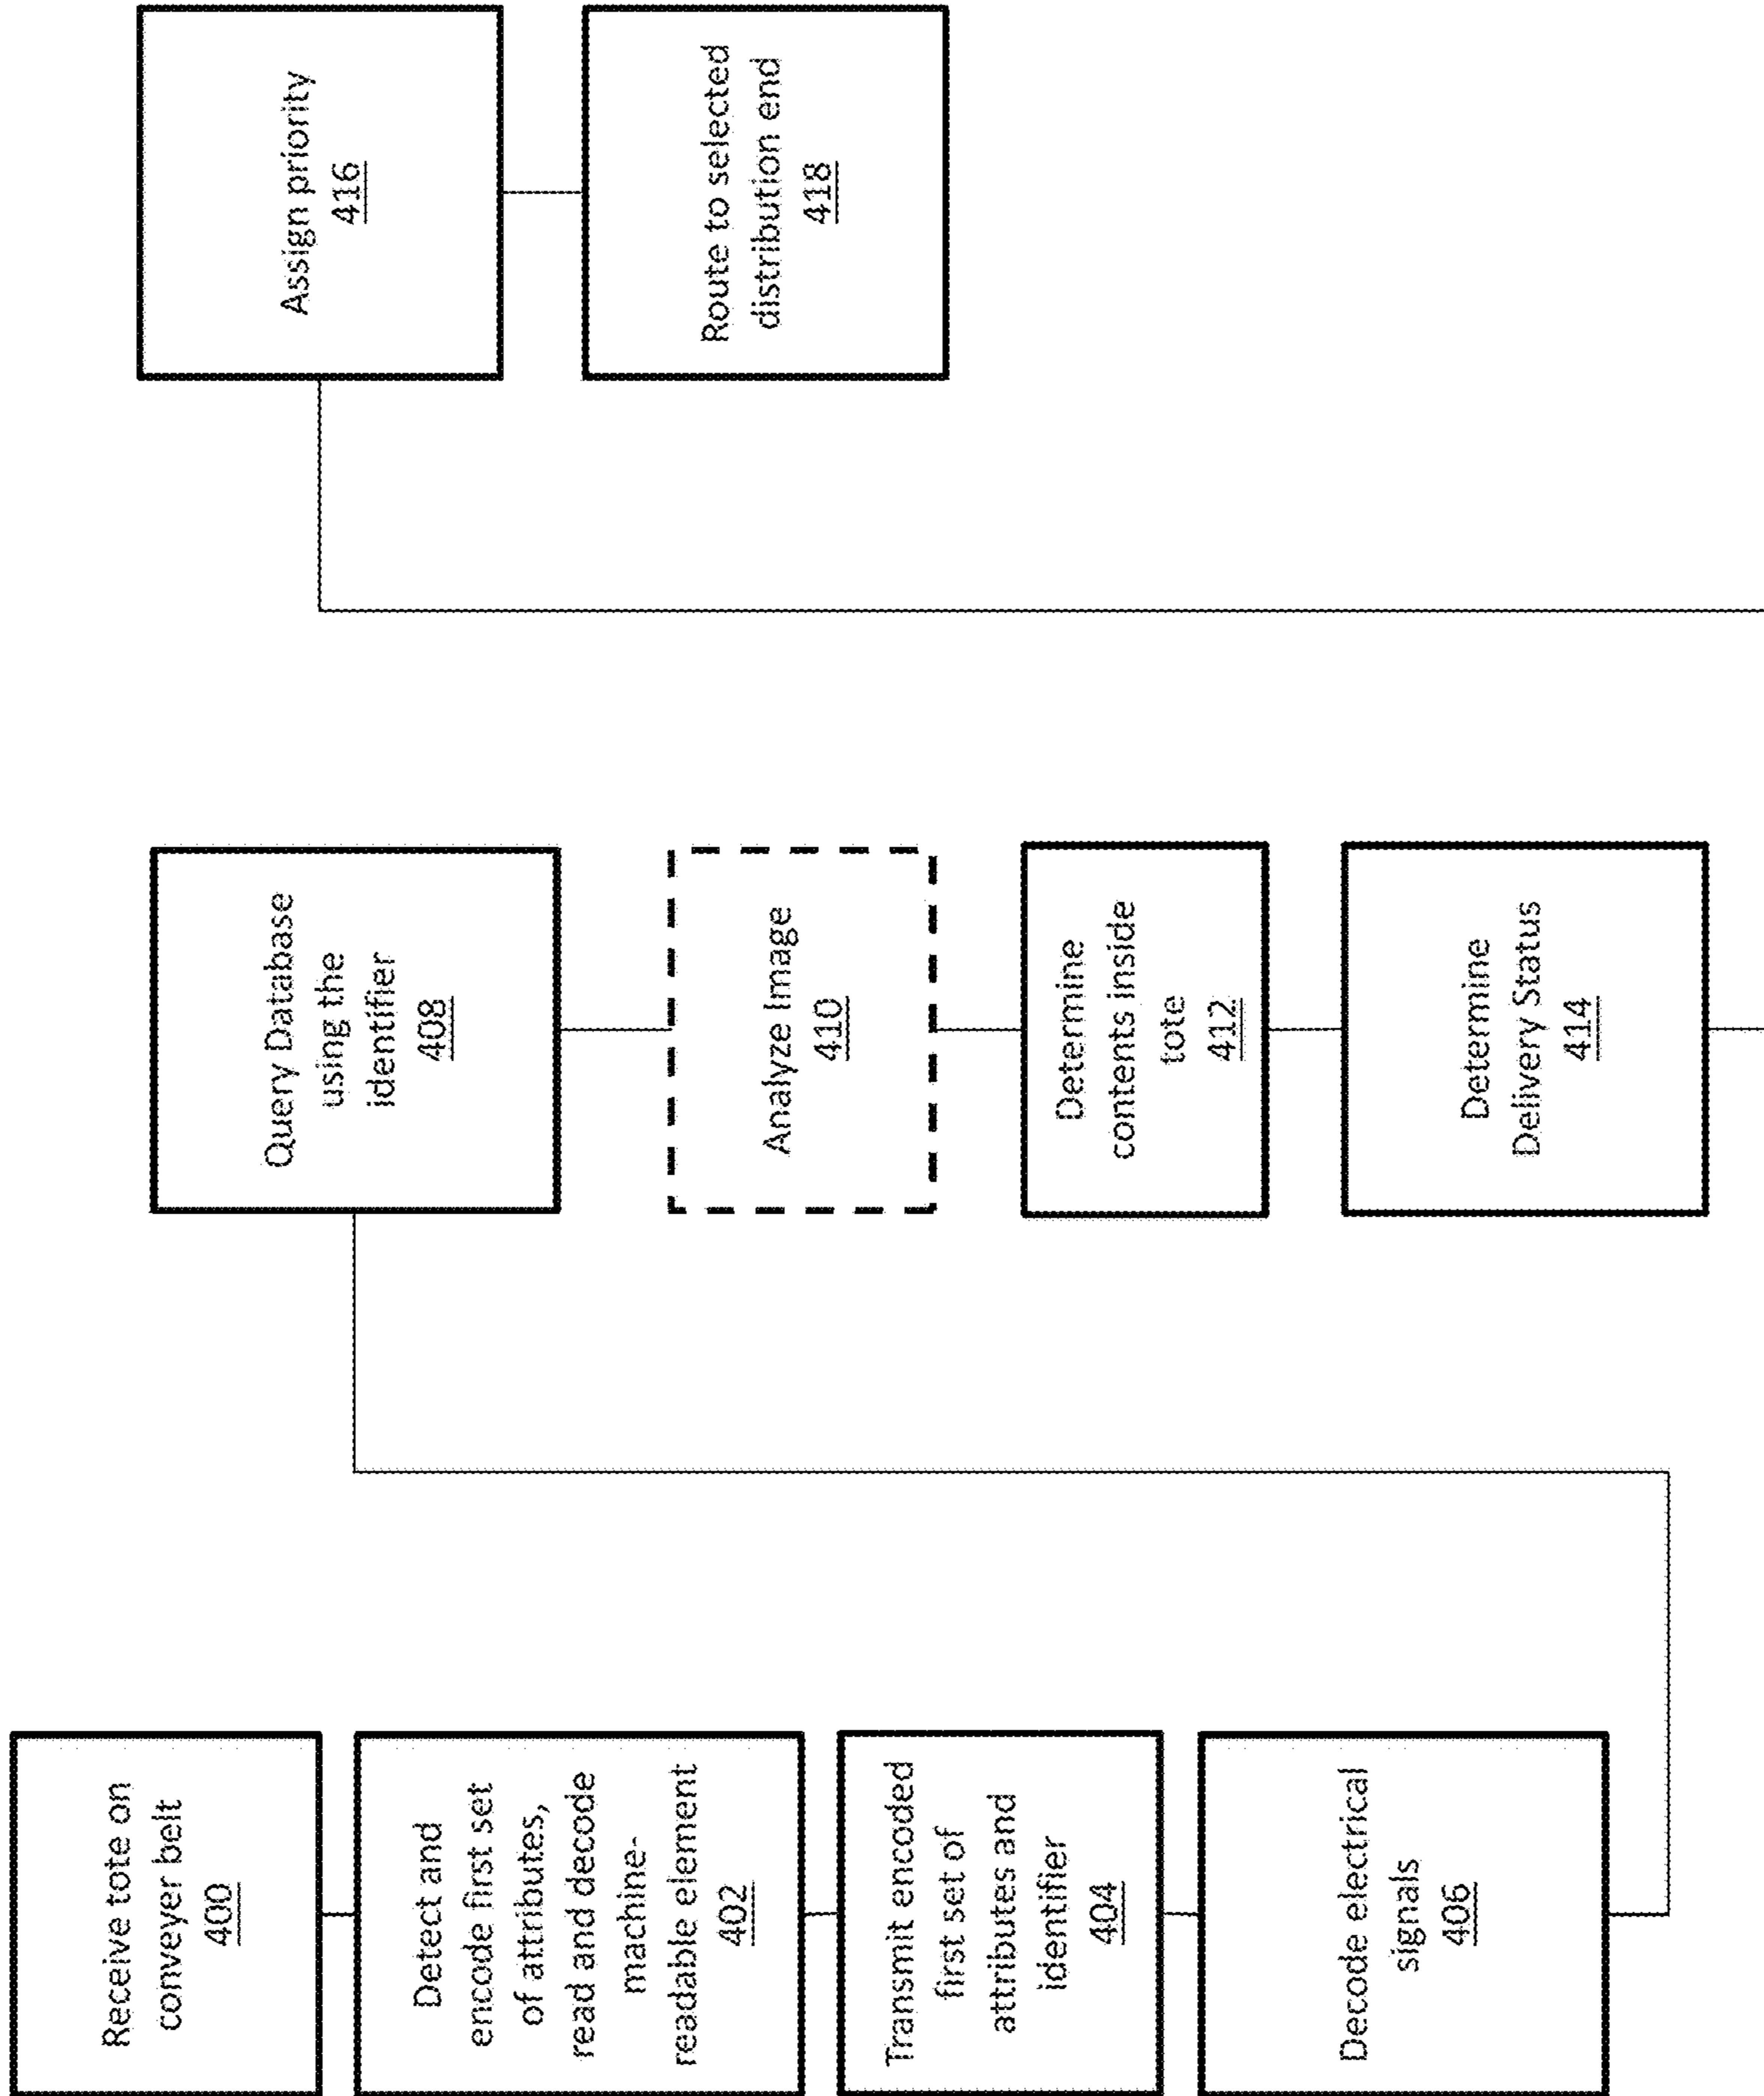 Receive tote on
conveyer belt
400
Detect and
encode first set
of attributes,
read and decode
machine-
readable element
402
Transmit encoded
first set of
attributes and
identifier
404
Decode electrical
signals
406
Query Database
using the
identifier
408
Analyze Image
410
Determine
contents inside
tote
412
Determine
Delivery Status
414
Assign priority
416
Route to selected
distribution end
418